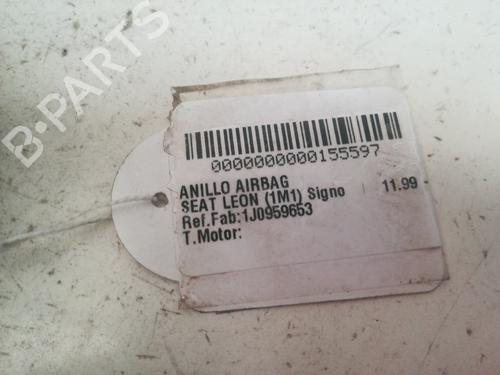 B-PARTS
0000000000155597
ANILLO AIRBAG
SEAT LEON (1M1) Signo | 11.99 -
Ref.Fab:1J0959653
T.Motor: